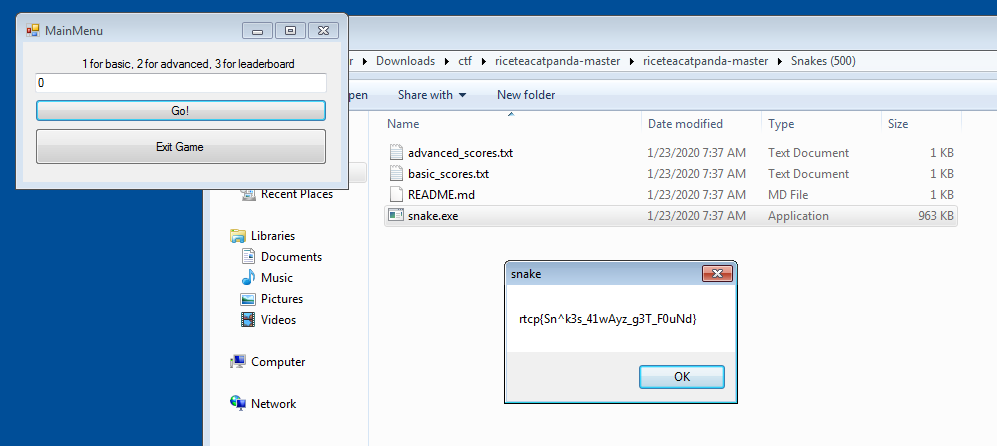 MainMenu
1 for basic, 2 for advanced, 3 for leaderboard
0
Go!
Exit Game
Downloads ctf riceteacatpanda-master riceteacatpanda-master Snakes (500)
Share with New folder
Name Date modified Type Size
advanced_scores.txt 1/23/2020 7:37 AM Text Document 1 KB
basic_scores.txt 1/23/2020 7:37 AM Text Document 1 KB
README.md 1/23/2020 7:37 AM MD File 1 KB
snake.exe 1/23/2020 7:37 AM Application 963 KB
Recent Places
Libraries
Documents
Music
Pictures
Videos
Computer
Network
snake
rtcp{Sn^k3s_41wAyz_g3T_F0uNd}
OK